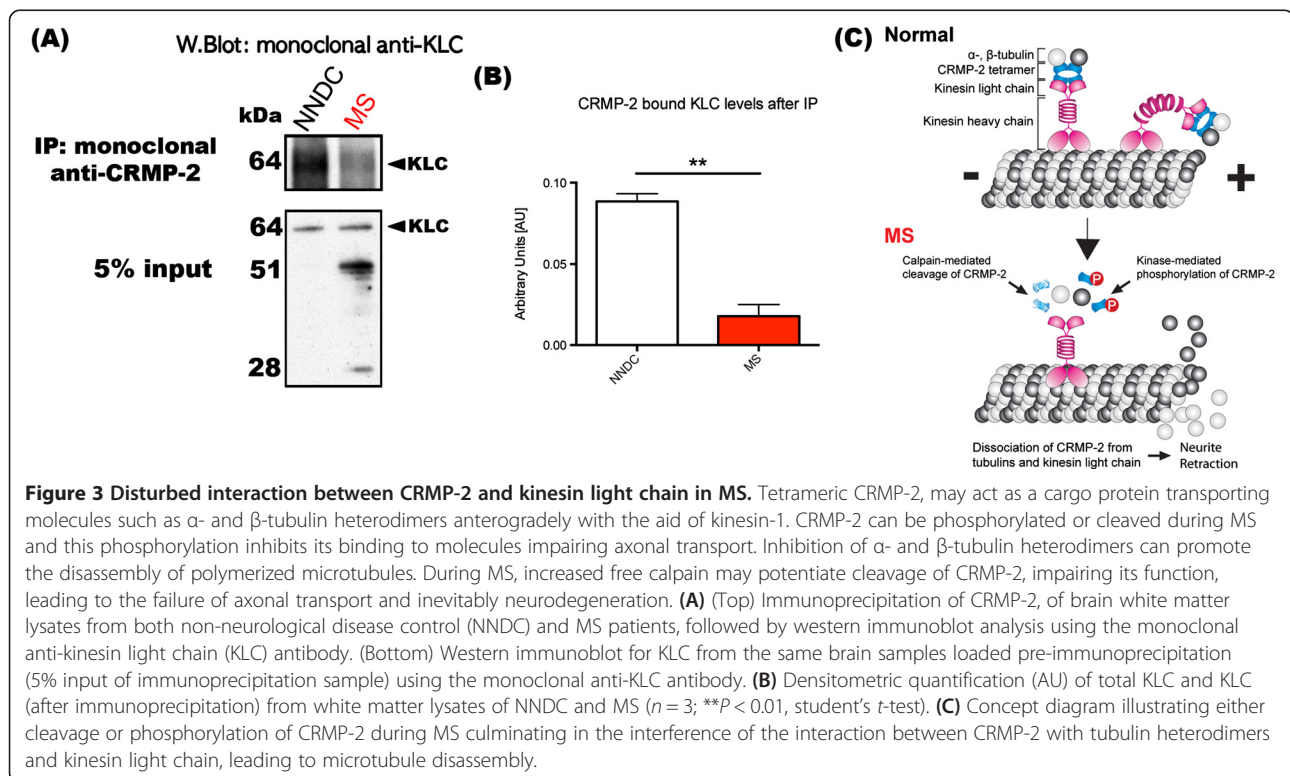 (A)
W.Blot: monoclonal anti-KLC
NNDC
MS
kDa
IP: monoclonal
anti-CRMP-2
64
KLC
5% input
64
KLC
51
28
(B)
CRMP-2 bound KLC levels after IP
**
Arbitrary Units [AU]
0.10
0.05
0.00
NNDC
MS
(C)
Normal
α-, β-tubulin
CRMP-2 tetramer
Kinesin light chain
Kinesin heavy chain
-
+
MS
Calpain-mediated
cleavage of CRMP-2
Kinase-mediated
phosphorylation of CRMP-2
P
P
Dissociation of CRMP-2 from
tubulins and kinesin light chain
Neurite
Retraction
Figure 3 Disturbed interaction between CRMP-2 and kinesin light chain in MS. Tetrameric CRMP-2, may act as a cargo protein transporting
molecules such as α- and β-tubulin heterodimers anterogradely with the aid of kinesin-1. CRMP-2 can be phosphorylated or cleaved during MS
and this phosphorylation inhibits its binding to molecules impairing axonal transport. Inhibition of α- and β-tubulin heterodimers can promote
the disassembly of polymerized microtubules. During MS, increased free calpain may potentiate cleavage of CRMP-2, impairing its function,
leading to the failure of axonal transport and inevitably neurodegeneration. (A) (Top) Immunoprecipitation of CRMP-2, of brain white matter
lysates from both non-neurological disease control (NNDC) and MS patients, followed by western immunoblot analysis using the monoclonal
anti-kinesin light chain (KLC) antibody. (Bottom) Western immunoblot for KLC from the same brain samples loaded pre-immunoprecipitation
(5% input of immunoprecipitation sample) using the monoclonal anti-KLC antibody. (B) Densitometric quantification (AU) of total KLC and KLC
(after immunoprecipitation) from white matter lysates of NNDC and MS (n = 3; **P < 0.01, student's t-test). (C) Concept diagram illustrating either
cleavage or phosphorylation of CRMP-2 during MS culminating in the interference of the interaction between CRMP-2 with tubulin heterodimers
and kinesin light chain, leading to microtubule disassembly.